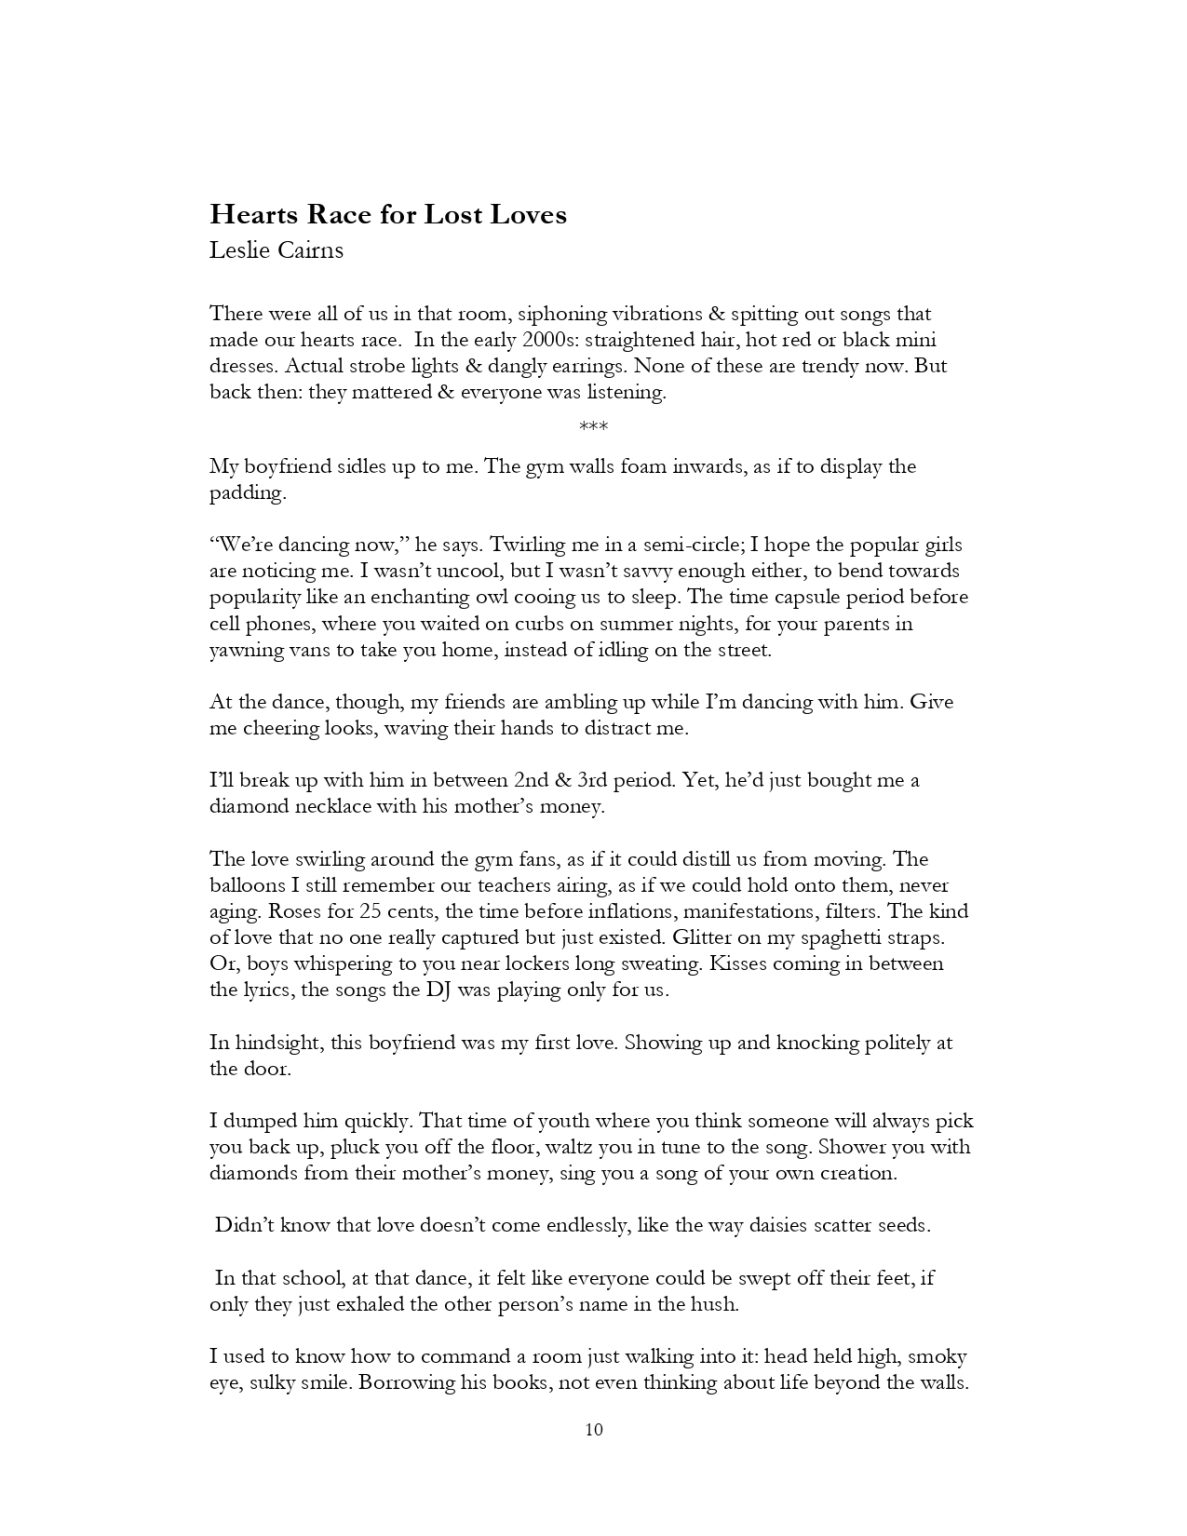 Hearts Race for Lost Loves
Leslie Cairns
There were all of us in that room, siphoning vibrations & spitting out songs that
made our hearts race.  In the early 2000s: straightened hair, hot red or black mini
dresses. Actual strobe lights & dangly earrings. None of these are trendy now. But
back then: they mattered & everyone was listening.
***
My boyfriend sidles up to me. The gym walls foam inwards, as if to display the
padding.
“We’re dancing now,” he says. Twirling me in a semi-circle; I hope the popular girls
are noticing me. I wasn’t uncool, but I wasn’t savvy enough either, to bend towards
popularity like an enchanting owl cooing us to sleep. The time capsule period before
cell phones, where you waited on curbs on summer nights, for your parents in
yawning vans to take you home, instead of idling on the street.
At the dance, though, my friends are ambling up while I’m dancing with him. Give
me cheering looks, waving their hands to distract me.
I’ll break up with him in between 2nd & 3rd period. Yet, he’d just bought me a
diamond necklace with his mother’s money.
The love swirling around the gym fans, as if it could distill us from moving. The
balloons I still remember our teachers airing, as if we could hold onto them, never
aging. Roses for 25 cents, the time before inflations, manifestations, filters. The kind
of love that no one really captured but just existed. Glitter on my spaghetti straps.
Or, boys whispering to you near lockers long sweating. Kisses coming in between
the lyrics, the songs the DJ was playing only for us.
In hindsight, this boyfriend was my first love. Showing up and knocking politely at
the door.
I dumped him quickly. That time of youth where you think someone will always pick
you back up, pluck you off the floor, waltz you in tune to the song. Shower you with
diamonds from their mother’s money, sing you a song of your own creation.
Didn’t know that love doesn’t come endlessly, like the way daisies scatter seeds.
In that school, at that dance, it felt like everyone could be swept off their feet, if
only they just exhaled the other person’s name in the hush.
I used to know how to command a room just walking into it: head held high, smoky
eye, sulky smile. Borrowing his books, not even thinking about life beyond the walls.
10